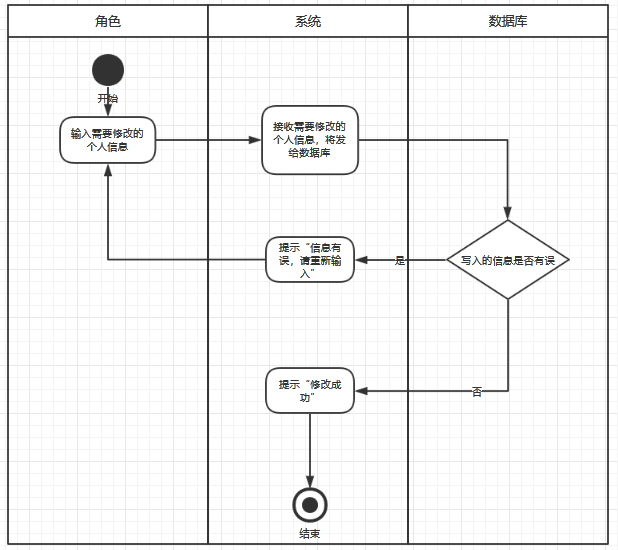 角色
系统
数据库
开始
输入需要修改的
个人信息
接收需要修改的
个人信息，将发
给数据库
提示“信息有
误，请重新输
入”
是
写入的信息是否有误
提示“修改成
功”
否
结束